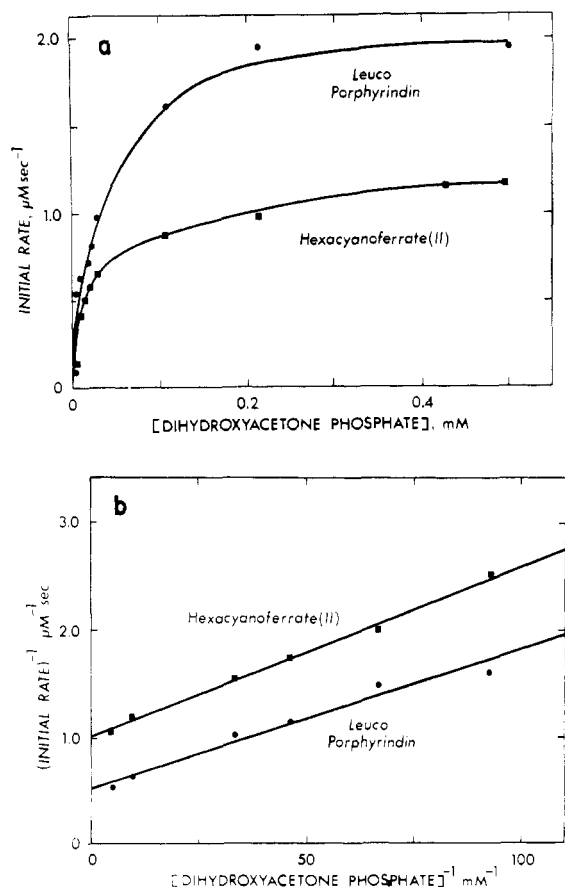 a
2.0
1.0
0
INITIAL RATE, μM sec⁻¹
Leuco
Porphyrindin
Hexacyanoferrate(II)
0
0.2
0.4
[DIHYDROXYACETONE PHOSPHATE], mM
b
3.0
2.0
1.0
0
(INITIAL RATE)⁻¹ μM⁻¹ sec
Hexacyanoferrate(II)
Leuco
Porphyrindin
0
50
100
[DIHYDROXYACETONE PHOSPHATE]⁻¹ mM⁻¹